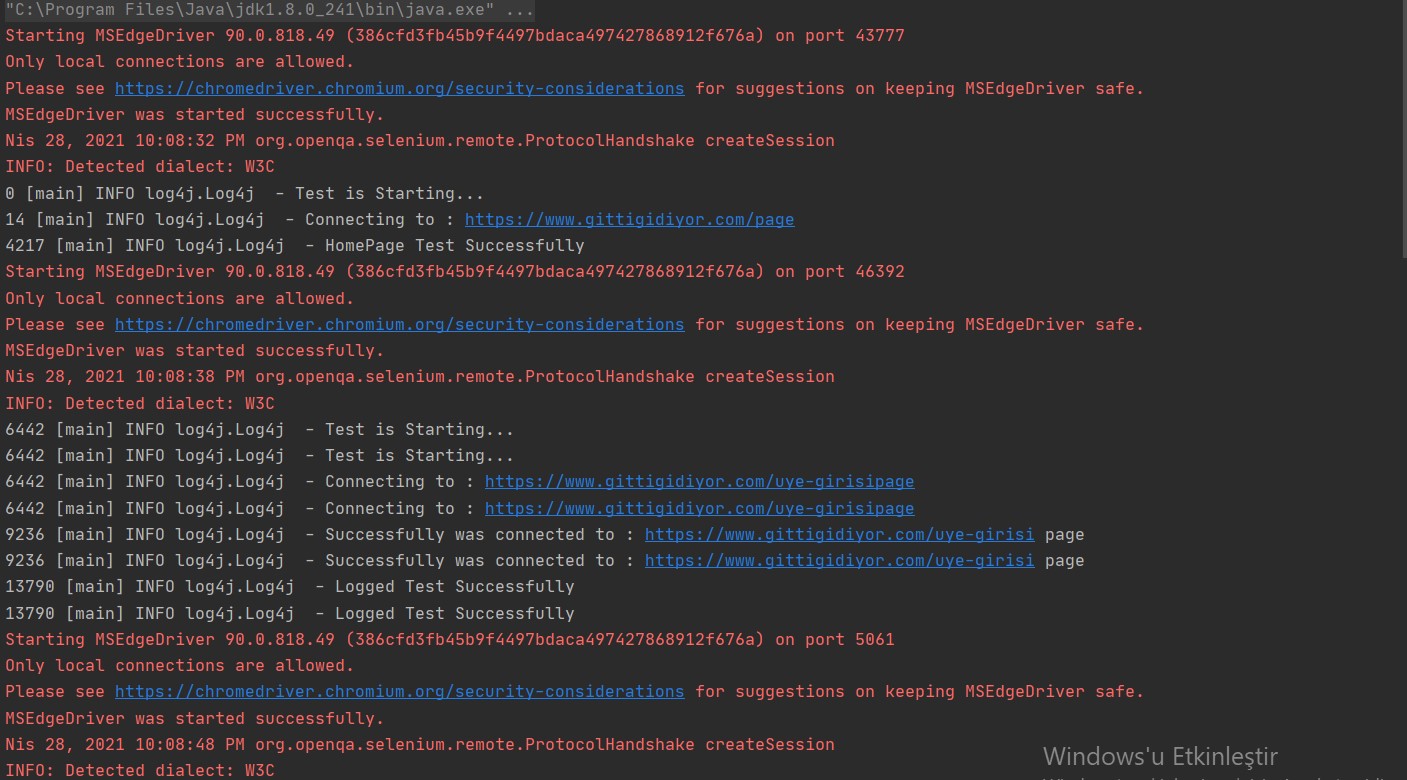 "C:\Program Files\Java\jdk1.8.0_241\bin\java.exe" ...
Starting MSEdgeDriver 90.0.818.49 (386cfd3fb45b9f4497bdaca497427868912f676a) on port 43777
Only local connections are allowed.
Please see https://chromedriver.chromium.org/security-considerations for suggestions on keeping MSEdgeDriver safe.
MSEdgeDriver was started successfully.
Nis 28, 2021 10:08:32 PM org.openqa.selenium.remote.ProtocolHandshake createSession
INFO: Detected dialect: W3C
0 [main] INFO log4j.Log4j  - Test is Starting...
14 [main] INFO log4j.Log4j  - Connecting to : https://www.gittigidiyor.com/page
4217 [main] INFO log4j.Log4j  - HomePage Test Successfully
Starting MSEdgeDriver 90.0.818.49 (386cfd3fb45b9f4497bdaca497427868912f676a) on port 46392
Only local connections are allowed.
Please see https://chromedriver.chromium.org/security-considerations for suggestions on keeping MSEdgeDriver safe.
MSEdgeDriver was started successfully.
Nis 28, 2021 10:08:38 PM org.openqa.selenium.remote.ProtocolHandshake createSession
INFO: Detected dialect: W3C
6442 [main] INFO log4j.Log4j  - Test is Starting...
6442 [main] INFO log4j.Log4j  - Test is Starting...
6442 [main] INFO log4j.Log4j  - Connecting to : https://www.gittigidiyor.com/uye-girisipage
6442 [main] INFO log4j.Log4j  - Connecting to : https://www.gittigidiyor.com/uye-girisipage
9236 [main] INFO log4j.Log4j  - Successfully was connected to : https://www.gittigidiyor.com/uye-girisi page
9236 [main] INFO log4j.Log4j  - Successfully was connected to : https://www.gittigidiyor.com/uye-girisi page
13790 [main] INFO log4j.Log4j  - Logged Test Successfully
13790 [main] INFO log4j.Log4j  - Logged Test Successfully
Starting MSEdgeDriver 90.0.818.49 (386cfd3fb45b9f4497bdaca497427868912f676a) on port 5061
Only local connections are allowed.
Please see https://chromedriver.chromium.org/security-considerations for suggestions on keeping MSEdgeDriver safe.
MSEdgeDriver was started successfully.
Nis 28, 2021 10:08:48 PM org.openqa.selenium.remote.ProtocolHandshake createSession
INFO: Detected dialect: W3C
Windows'u Etkinleştir